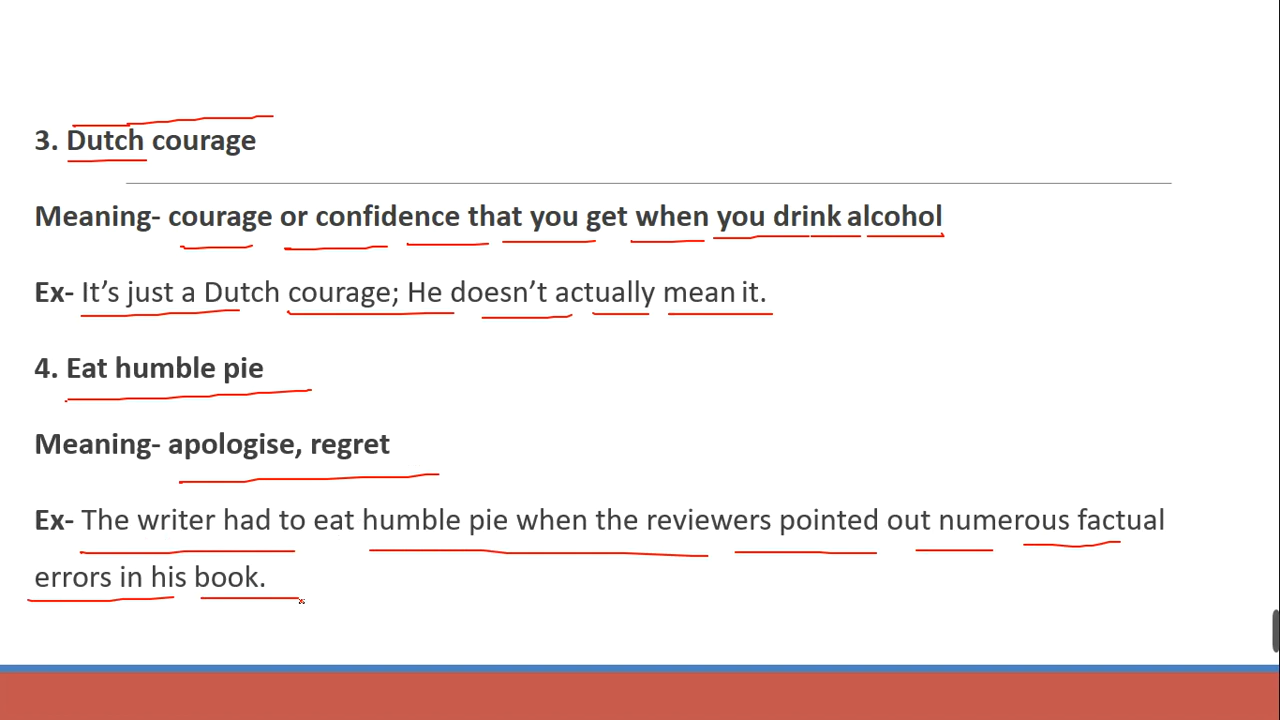 3. Dutch courage
Meaning- courage or confidence that you get when you drink alcohol
Ex- It’s just a Dutch courage; He doesn’t actually mean it.
4. Eat humble pie
Meaning- apologise, regret
Ex- The writer had to eat humble pie when the reviewers pointed out numerous factual
errors in his book.